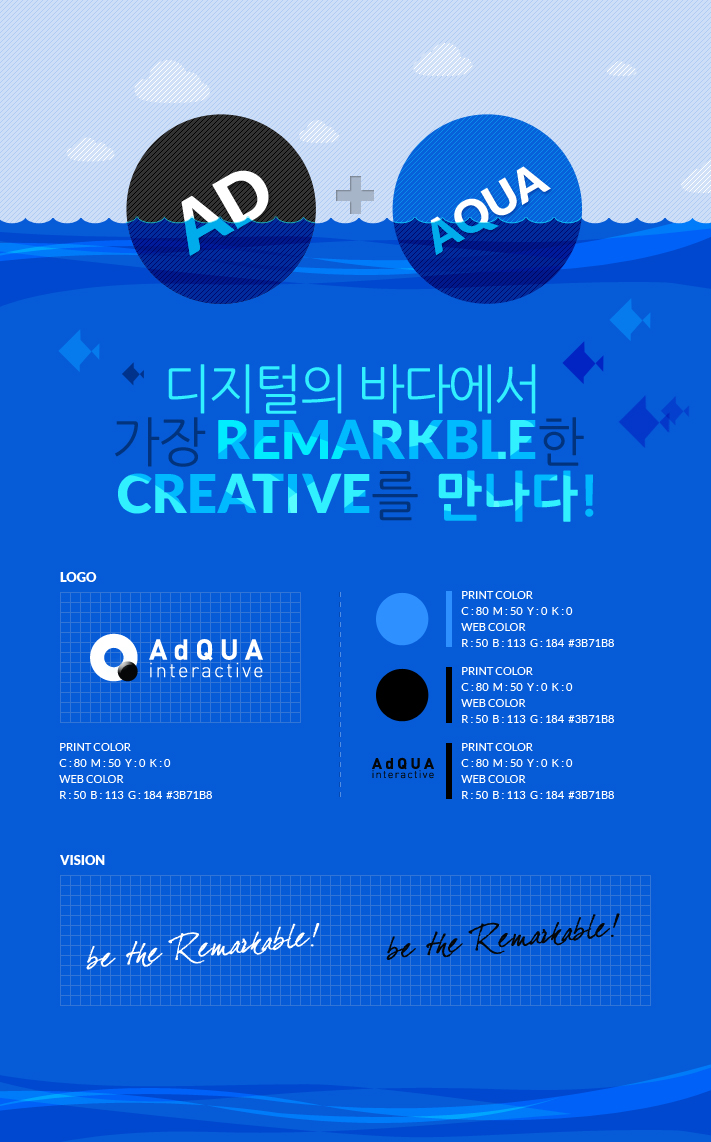 AD + AQUA
디지털의 바다에서
가장 REMARKBLE한
CREATIVE를 만나다!
LOGO
AdQUA
interactive
PRINT COLOR
C:80 M:50 Y:0 K:0
WEB COLOR
R:50 B:113 G:184 #3B71B8
PRINT COLOR
C:80 M:50 Y:0 K:0
WEB COLOR
R:50 B:113 G:184 #3B71B8
PRINT COLOR
C:80 M:50 Y:0 K:0
WEB COLOR
R:50 B:113 G:184 #3B71B8
AdQUA
interactive
PRINT COLOR
C:80 M:50 Y:0 K:0
WEB COLOR
R:50 B:113 G:184 #3B71B8
VISION
be the Remarkable!
be the Remarkable!